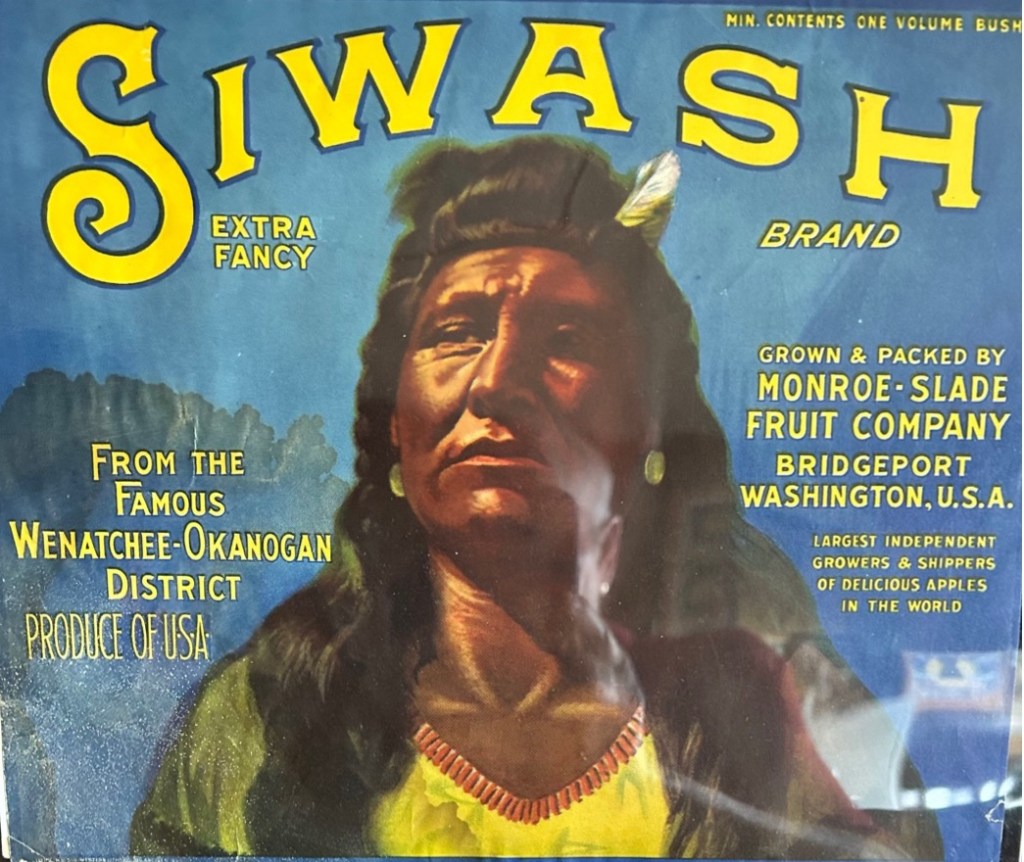 MIN. CONTENTS ONE VOLUME BUSH
SIWASH
EXTRA
FANCY
BRAND
GROWN & PACKED BY
MONROE-SLADE
FRUIT COMPANY
BRIDGEPORT
WASHINGTON, U.S.A.
LARGEST INDEPENDENT
GROWERS & SHIPPERS
OF DELICIOUS APPLES
IN THE WORLD
FROM THE
FAMOUS
WENATCHEE-OKANOGAN
DISTRICT
PRODUCE OF U·S·A·